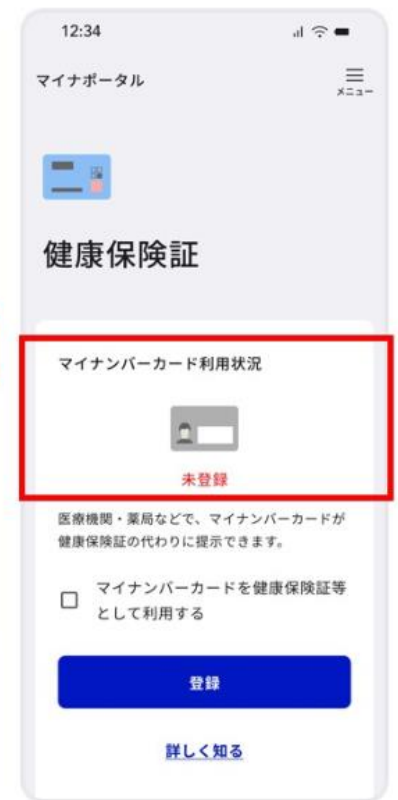 12:34
マイナポータル
メニュー
健康保険証
マイナンバーカード利用状況
未登録
医療機関・薬局などで、マイナンバーカードが
健康保険証の代わりに提示できます。
マイナンバーカードを健康保険証等
として利用する
登録
詳しく知る